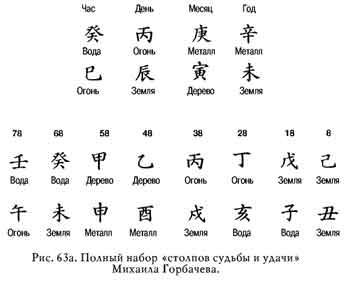 Час День Месяц Год
癸 丙 庚 辛
Вода Огонь Металл Металл
巳 辰 寅 未
Огонь Земля Дерево Земля
78 68 58 48 38 28 18 8
壬 癸 甲 乙 丙 丁 戊 己
Вода Вода Дерево Дерево Огонь Огонь Земля Земля
午 未 申 酉 戌 亥 子 丑
Огонь Земля Металл Металл Земля Вода Вода Земля
Рис. 63а. Полный набор «столпов судьбы и удачи»
Михаила Горбачева.